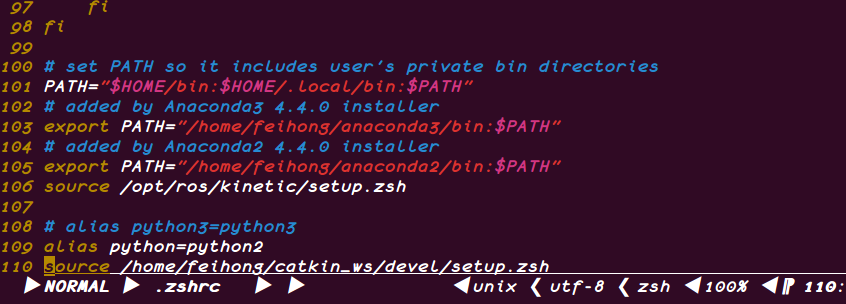 97 fi
98 fi
99
100 # set PATH so it includes user's private bin directories
101 PATH="$HOME/bin:$HOME/.local/bin:$PATH"
102 # added by Anaconda3 4.4.0 installer
103 export PATH="/home/feihong/anaconda3/bin:$PATH"
104 # added by Anaconda2 4.4.0 installer
105 export PATH="/home/feihong/anaconda2/bin:$PATH"
106 source /opt/ros/kinetic/setup.zsh
107
108 # alias python3=python3
109 alias python=python2
110 source /home/feihong/catkin_ws/devel/setup.zsh
NORMAL .zshrc unix utf-8 zsh 100% 110: